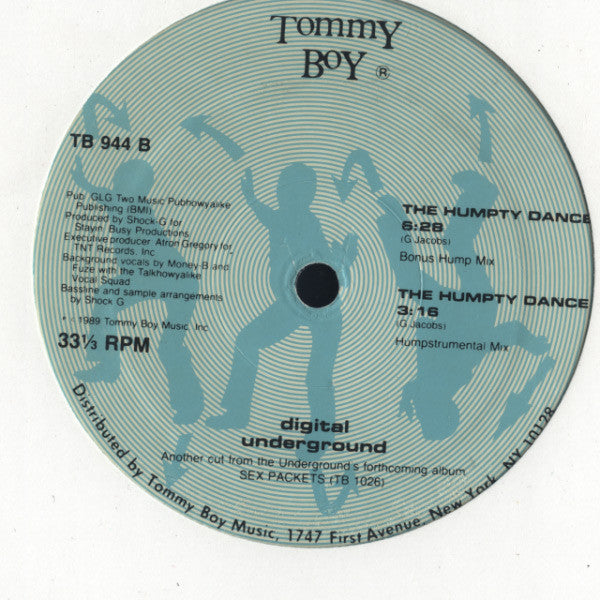 Tommy
Boy ®
TB 944 B
Pub. GLG Two Music Pubhowyalike
Publishing (BMI)
Produced by Shock-G for
Stayin' Busy Productions.
Executive producer Atron Gregory for
TNT Records, Inc.
Background vocals by Money-B and
Fuze with the Talkhowyalike
Vocal Squad
Bassline and sample arrangements
by Shock G
1989 Tommy Boy Music, Inc.
33⅓ RPM
THE HUMPTY DANCE
6:28
(G Jacobs)
Bonus Hump Mix
THE HUMPTY DANCE
3:16
(G Jacobs)
Humpstrumental Mix
digital
underground
Another cut from the Underground's forthcoming album
SEX PACKETS (TB 1026)
Distributed by Tommy Boy Music, 1747 First Avenue, New York, NY 10128